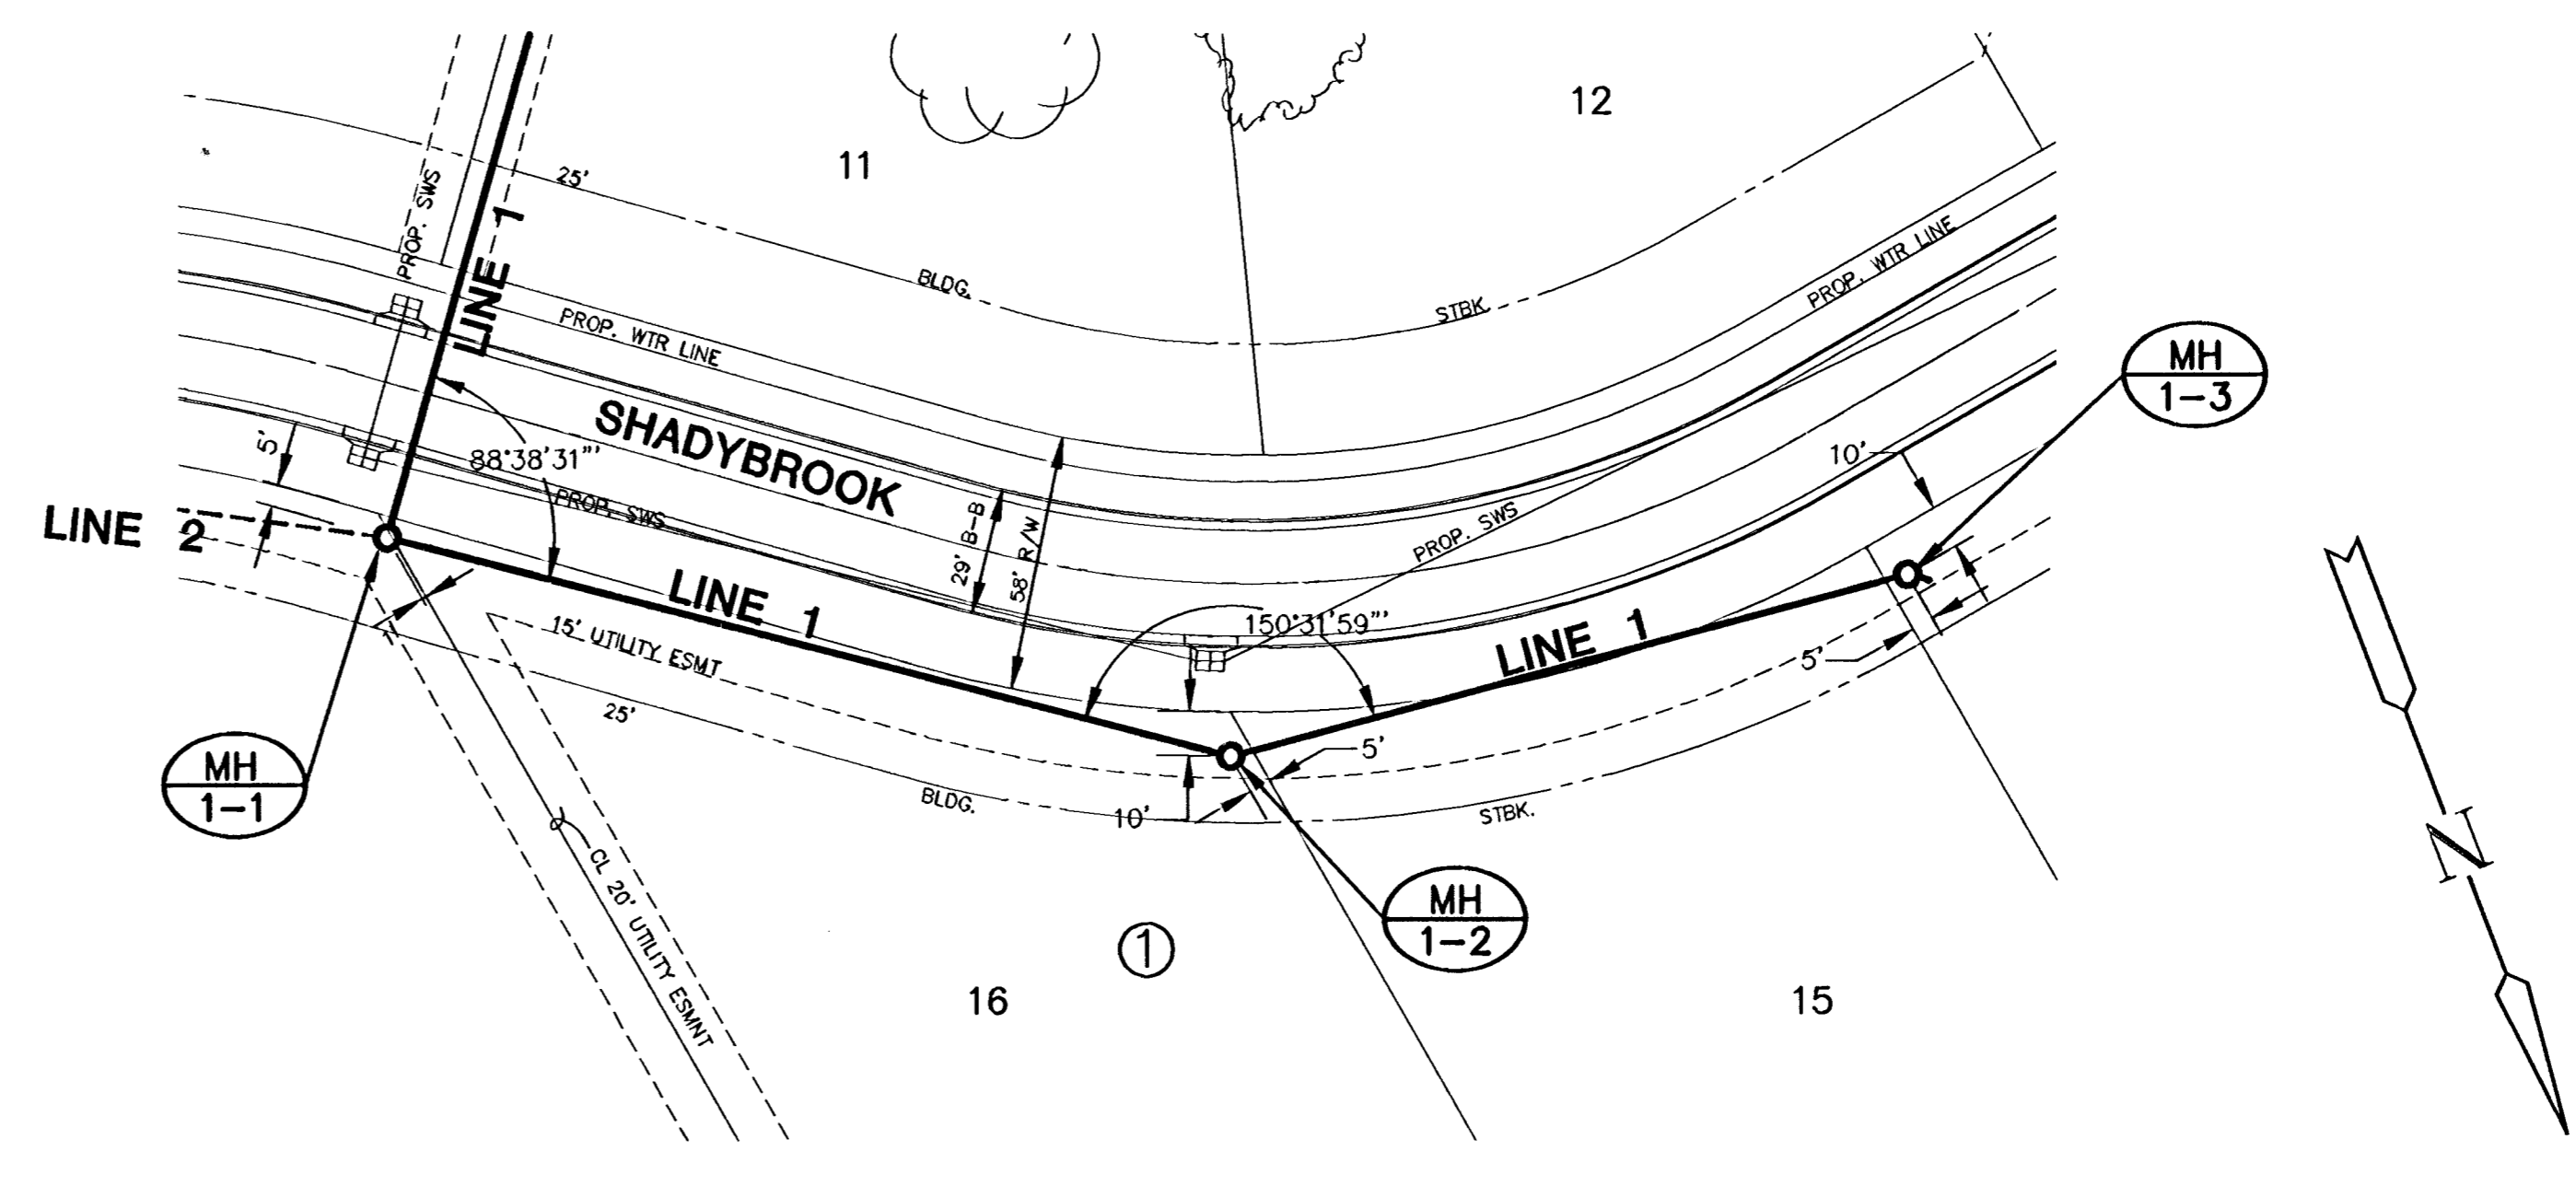 12
11
25'
PROP. SWS
LINE 1
BLDG.
STBK.
PROP. WTR LINE
PROP. WTR LINE
MH
1-3
SHADYBROOK
5'
88°38'31"'
10'
PROP. SWS
29' B-B
58' R/W
PROP. SWS
LINE 2
LINE 1
150°31'59"'
LINE 1
15' UTILITY ESMT
5'
25'
5'
MH
1-1
BLDG.
10'
STBK.
CL 20' UTILITY ESMNT
MH
1-2
1
16
15
N